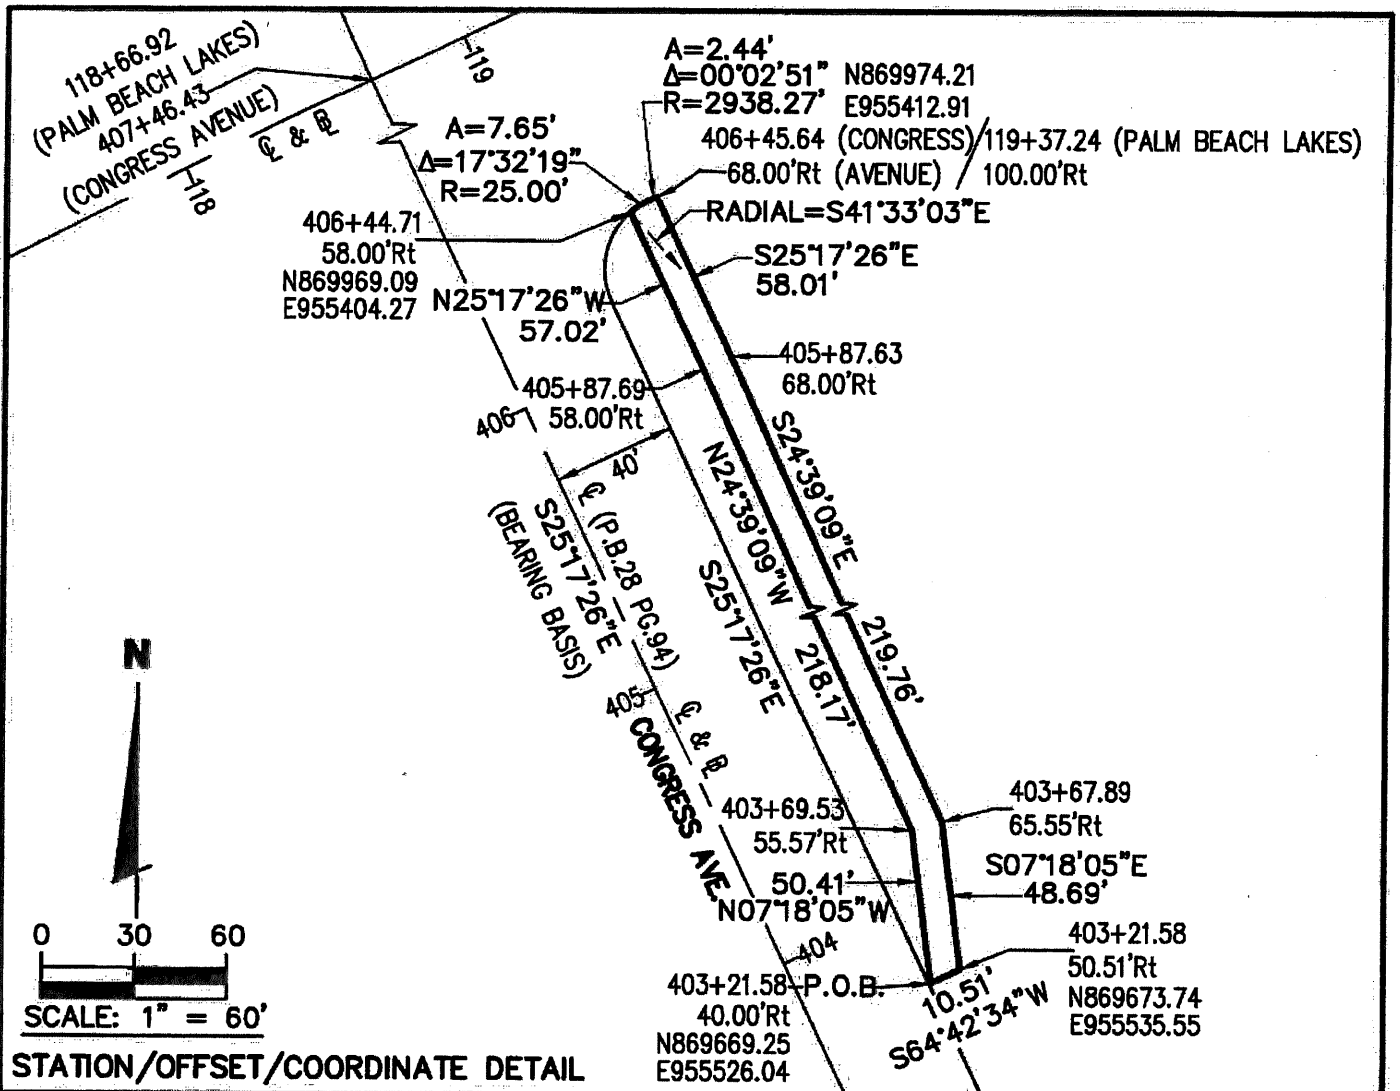 118+66.92
(PALM BEACH LAKES)
407+46.43
(CONGRESS AVENUE)
℄ & ⅊
118
119
A=7.65'
Δ=17°32'19"
R=25.00'
A=2.44'
Δ=00°02'51"
R=2938.27'
N869974.21
E955412.91
406+45.64 (CONGRESS)/119+37.24 (PALM BEACH LAKES)
68.00'Rt (AVENUE) / 100.00'Rt
RADIAL=S41°33'03"E
406+44.71
58.00'Rt
N869969.09
E955404.27
S25°17'26"E
58.01'
N25°17'26"W
57.02'
405+87.63
68.00'Rt
405+87.69
58.00'Rt
406
40'
S24°39'09"E
219.76'
N24°39'09"W
218.17'
S25°17'26"E
℄ (P.B.28 PG.94)
S25°17'26"E
(BEARING BASIS)
405
℄ & ⅊
CONGRESS AVE.
N
403+69.53
55.57'Rt
403+67.89
65.55'Rt
S07°18'05"E
48.69'
50.41'
N07°18'05"W
404
403+21.58
50.51'Rt
N869673.74
E955535.55
403+21.58
40.00'Rt
N869669.25
E955526.04
P.O.B.
10.51'
S64°42'34"W
0 30 60
SCALE: 1" = 60'
STATION/OFFSET/COORDINATE DETAIL